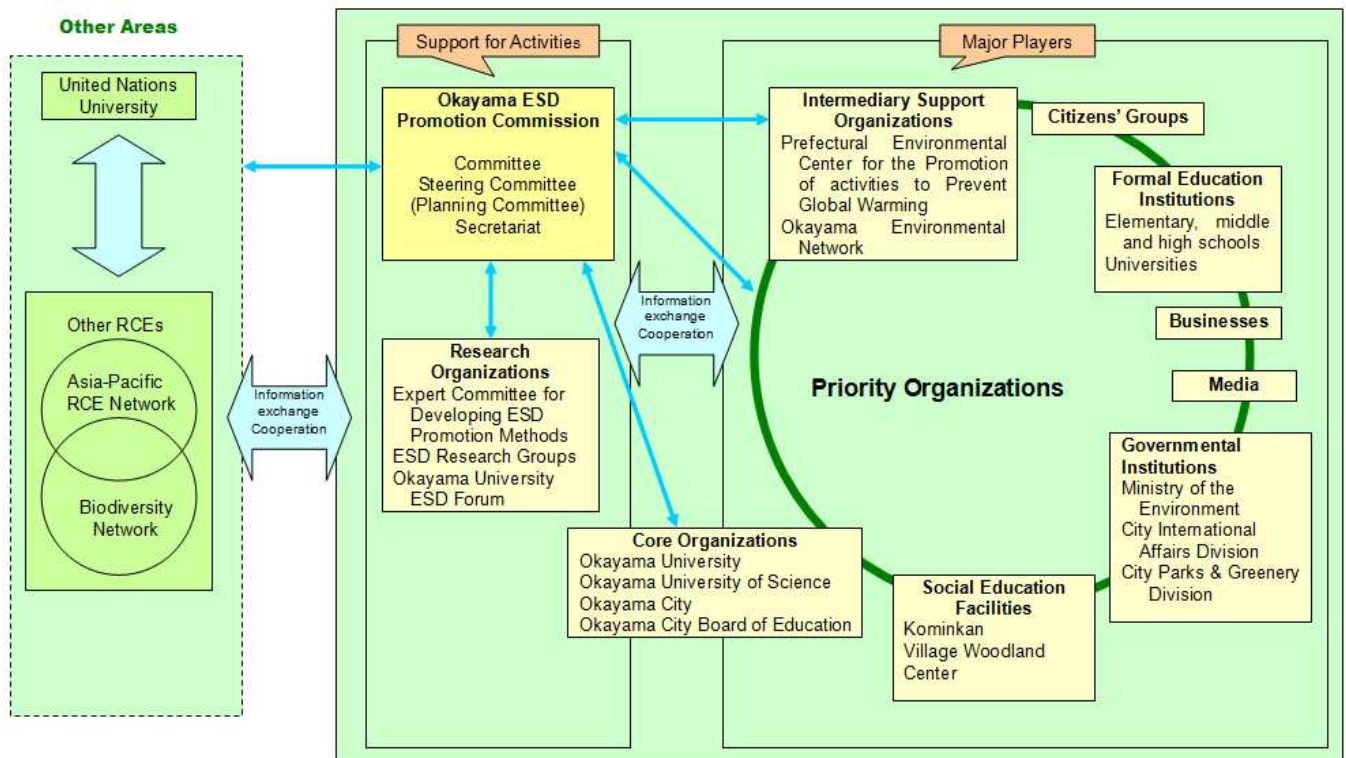 Other Areas
United Nations
University
Other RCEs
Asia-Pacific
RCE Network
Biodiversity
Network
Information
exchange
Cooperation
Support for Activities
Okayama ESD
Promotion Commission
Committee
Steering Committee
(Planning Committee)
Secretariat
Research
Organizations
Expert Committee for
Developing ESD
Promotion Methods
ESD Research Groups
Okayama University
ESD Forum
Information
exchange
Cooperation
Core Organizations
Okayama University
Okayama University of Science
Okayama City
Okayama City Board of Education
Major Players
Intermediary Support
Organizations
Prefectural Environmental
Center for the Promotion
of activities to Prevent
Global Warming
Okayama Environmental
Network
Citizens' Groups
Formal Education
Institutions
Elementary, middle
and high schools
Universities
Businesses
Media
Priority Organizations
Governmental
Institutions
Ministry of the
Environment
City International
Affairs Division
City Parks & Greenery
Division
Social Education
Facilities
Kominkan
Village Woodland
Center